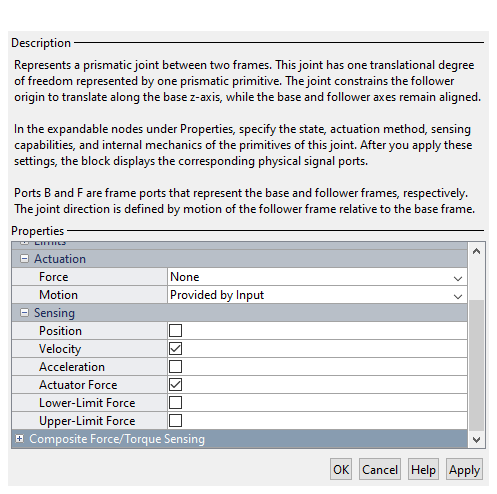 Description
Represents a prismatic joint between two frames. This joint has one translational degree
of freedom represented by one prismatic primitive. The joint constrains the follower
origin to translate along the base z-axis, while the base and follower axes remain aligned.
In the expandable nodes under Properties, specify the state, actuation method, sensing
capabilities, and internal mechanics of the primitives of this joint. After you apply these
settings, the block displays the corresponding physical signal ports.
Ports B and F are frame ports that represent the base and follower frames, respectively.
The joint direction is defined by motion of the follower frame relative to the base frame.
Properties
Limits
Actuation
Force None
Motion Provided by Input
Sensing
Position
Velocity
Acceleration
Actuator Force
Lower-Limit Force
Upper-Limit Force
Composite Force/Torque Sensing
OK Cancel Help Apply